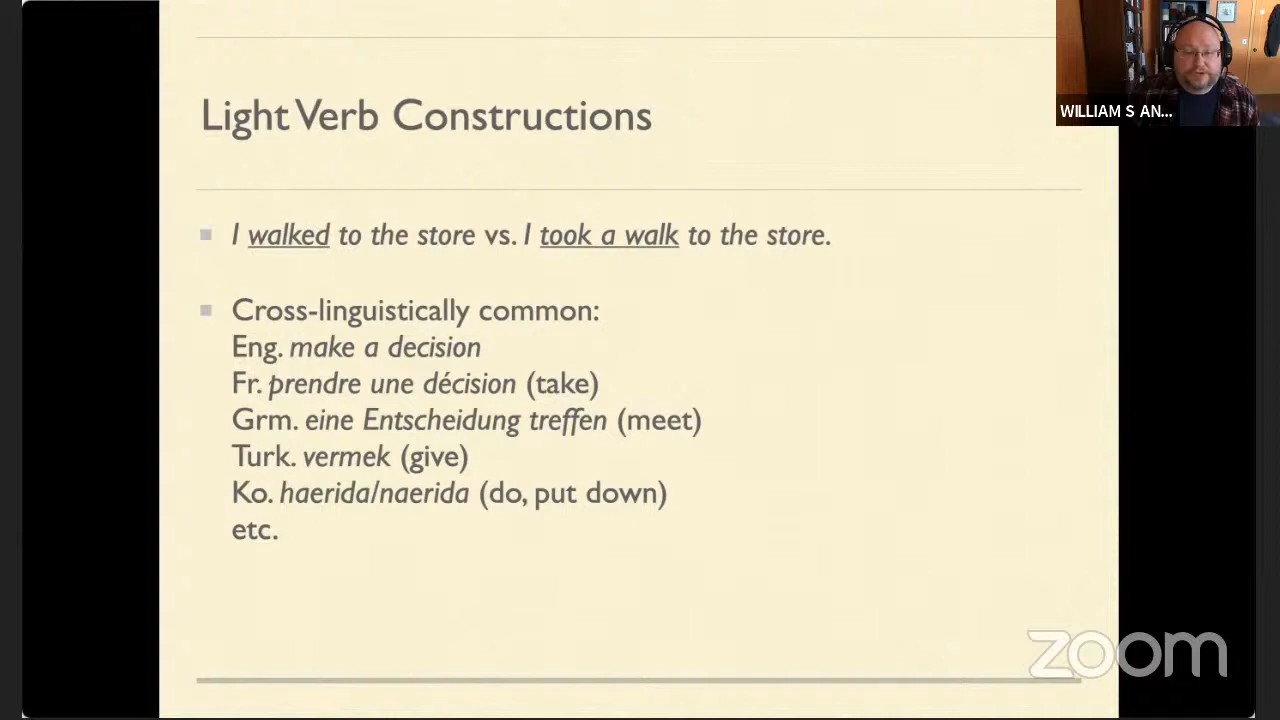 WILLIAM S AN...
Light Verb Constructions
I walked to the store vs. I took a walk to the store.
Cross-linguistically common:
Eng. make a decision
Fr. prendre une décision (take)
Grm. eine Entscheidung treffen (meet)
Turk. vermek (give)
Ko. haerida/naerida (do, put down)
etc.
zoom